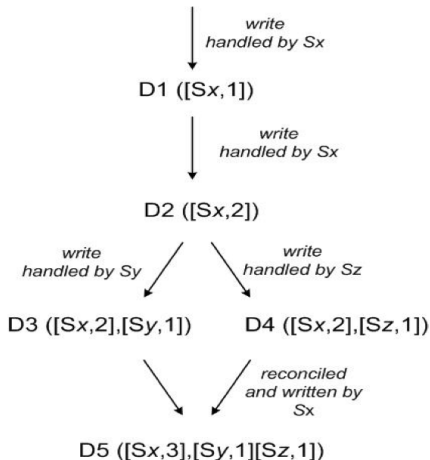 write
handled by Sx
D1 ([Sx,1])
write
handled by Sx
D2 ([Sx,2])
write
handled by Sy
write
handled by Sz
D3 ([Sx,2],[Sy,1])
D4 ([Sx,2],[Sz,1])
reconciled
and written by
Sx
D5 ([Sx,3],[Sy,1][Sz,1])